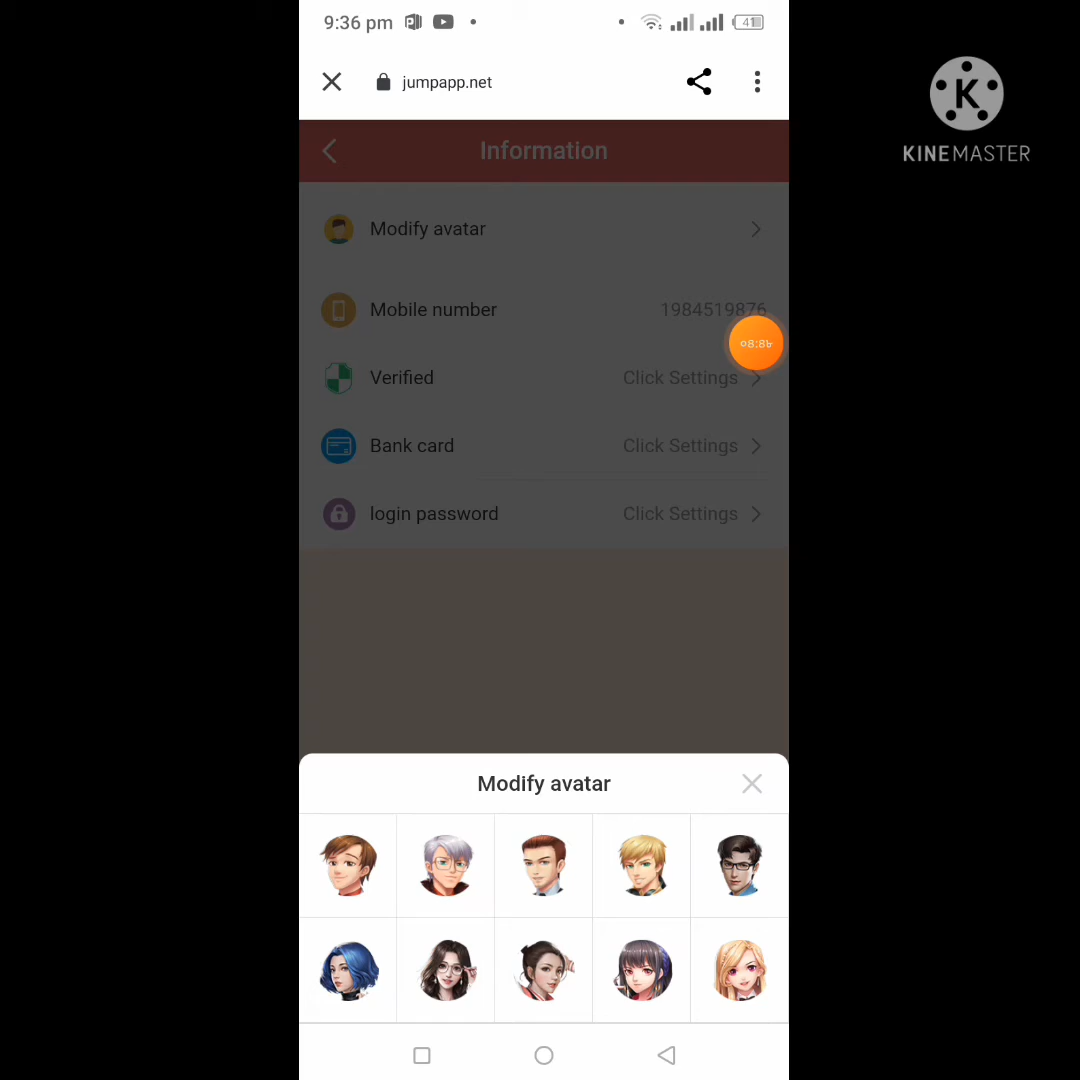 9:36 pm
41
jumpapp.net
KINEMASTER
Information
Modify avatar
Mobile number 1984519876
Verified Click Settings
Bank card Click Settings
login password Click Settings
Modify avatar